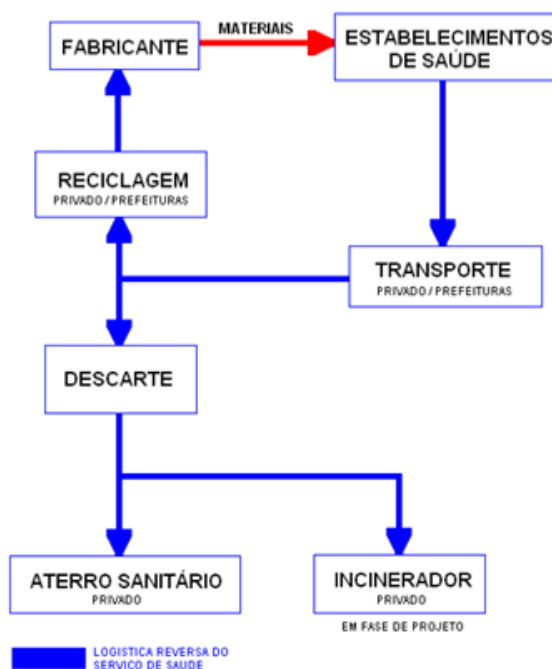 FABRICANTE
MATERIAIS
ESTABELECIMENTOS
DE SAÚDE
RECICLAGEM
PRIVADO / PREFEITURAS
TRANSPORTE
PRIVADO / PREFEITURAS
DESCARTE
ATERRO SANITÁRIO
PRIVADO
INCINERADOR
PRIVADO
EM FASE DE PROJETO
LOGISTICA REVERSA DO
SERVIÇO DE SAUDE